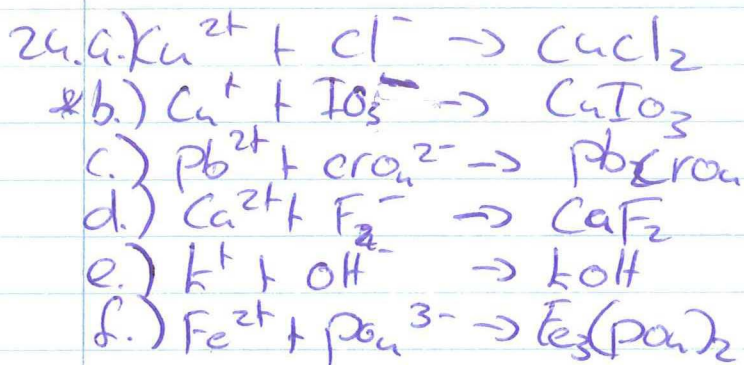 24. a.) Cu²⁺ + Cl⁻ → CuCl₂
*b.) Cu⁺ + IO₃⁻ → CuIO₃
c.) Pb²⁺ + CrO₄²⁻ → PbCrO₄
d.) Ca²⁺ + F⁻ → CaF₂
e.) K⁺ + OH⁻ → KOH
f.) Fe²⁺ + PO₄³⁻ → Fe₃(PO₄)₂